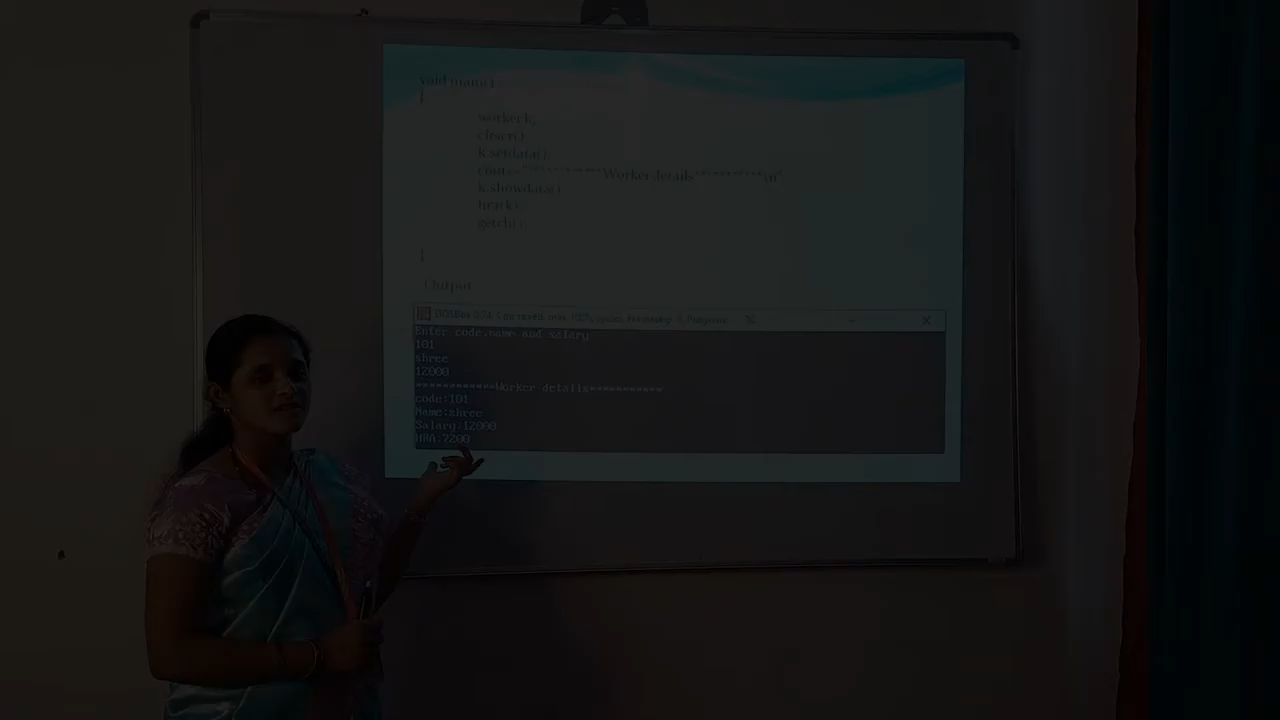 void main()
{
worker k;
clrscr();
k.setdata();
cout<<"***********Worker details***********\n"
k.showdata()
hra(k);
getch();
}
Output
Enter code,name and salary
101
shree
12000
************Worker details***********
code:101
Name:shree
Salary:12000
HRA:7200